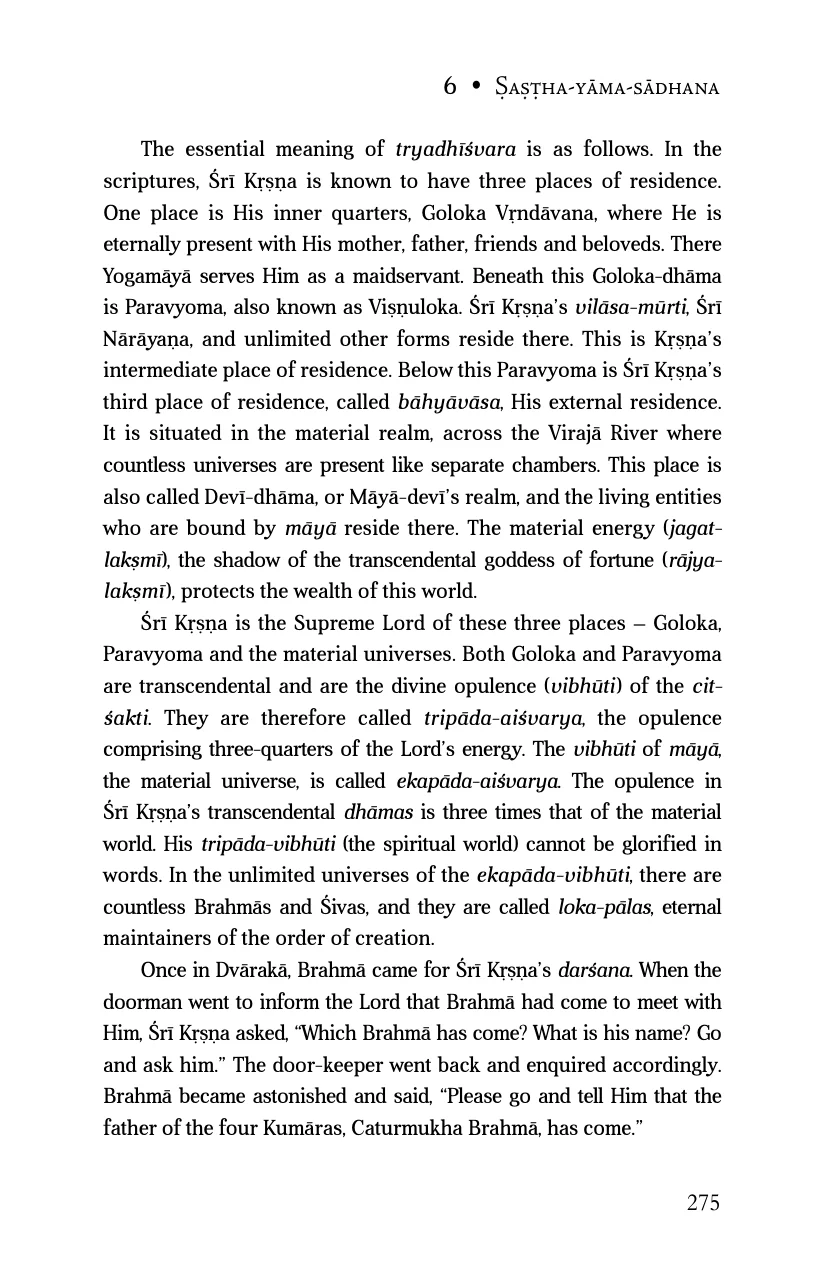 6 • Ṣaṣṭha-yāma-sādhana
The essential meaning of tryadhīśvara is as follows. In the
scriptures, Śrī Kṛṣṇa is known to have three places of residence.
One place is His inner quarters, Goloka Vṛndāvana, where He is
eternally present with His mother, father, friends and beloveds. There
Yogamāyā serves Him as a maidservant. Beneath this Goloka-dhāma
is Paravyoma, also known as Viṣṇuloka. Śrī Kṛṣṇa’s vilāsa-mūrti, Śrī
Nārāyaṇa, and unlimited other forms reside there. This is Kṛṣṇa’s
intermediate place of residence. Below this Paravyoma is Śrī Kṛṣṇa’s
third place of residence, called bāhyāvāsa, His external residence.
It is situated in the material realm, across the Virajā River where
countless universes are present like separate chambers. This place is
also called Devī-dhāma, or Māyā-devī’s realm, and the living entities
who are bound by māyā reside there. The material energy (jagat-
lakṣmī), the shadow of the transcendental goddess of fortune (rājya-
lakṣmī), protects the wealth of this world.
Śrī Kṛṣṇa is the Supreme Lord of these three places – Goloka,
Paravyoma and the material universes. Both Goloka and Paravyoma
are transcendental and are the divine opulence (vibhūti) of the cit-
śakti. They are therefore called tripāda-aiśvarya, the opulence
comprising three-quarters of the Lord’s energy. The vibhūti of māyā,
the material universe, is called ekapāda-aiśvarya. The opulence in
Śrī Kṛṣṇa’s transcendental dhāmas is three times that of the material
world. His tripāda-vibhūti (the spiritual world) cannot be glorified in
words. In the unlimited universes of the ekapāda-vibhūti, there are
countless Brahmās and Śivas, and they are called loka-pālas, eternal
maintainers of the order of creation.
Once in Dvārakā, Brahmā came for Śrī Kṛṣṇa’s darśana. When the
doorman went to inform the Lord that Brahmā had come to meet with
Him, Śrī Kṛṣṇa asked, “Which Brahmā has come? What is his name? Go
and ask him.” The door-keeper went back and enquired accordingly.
Brahmā became astonished and said, “Please go and tell Him that the
father of the four Kumāras, Caturmukha Brahmā, has come.”
275